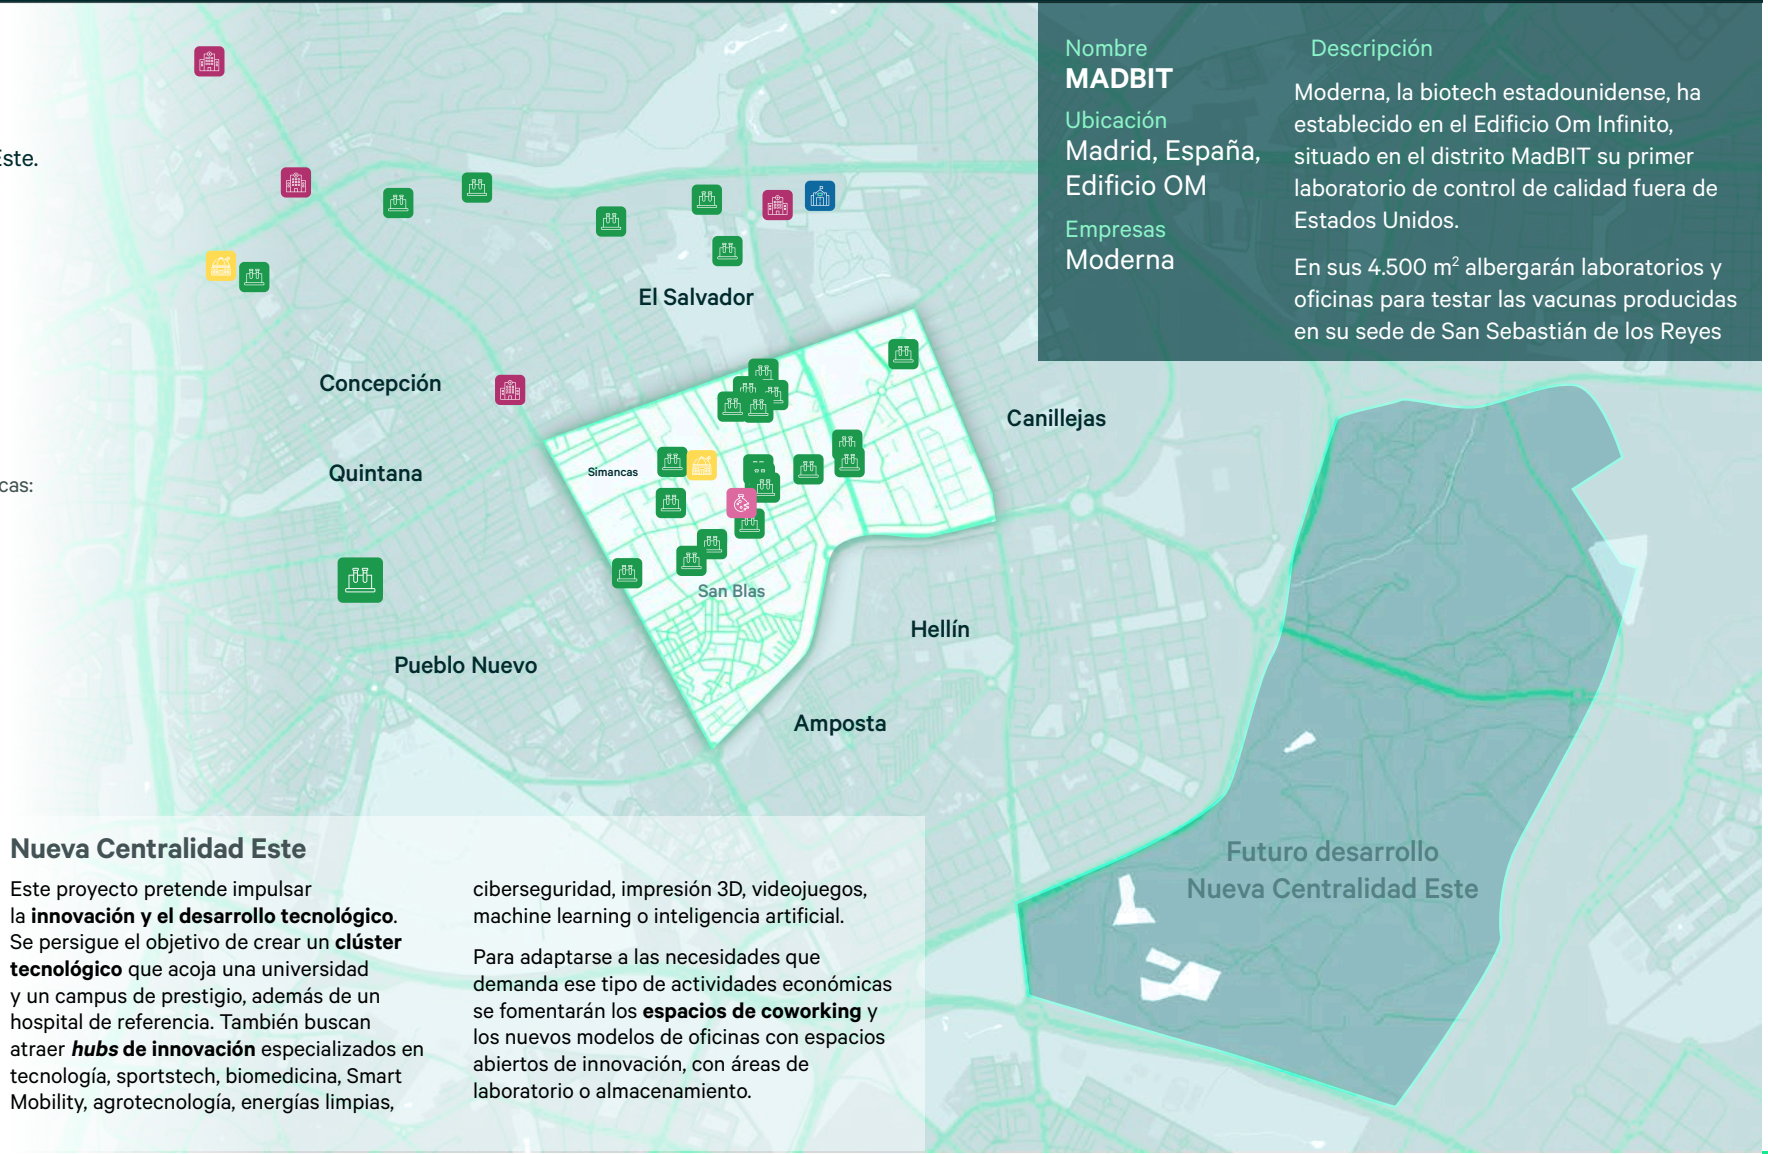 Este.
cas:
El Salvador
Concepción
Canillejas
Quintana
Simancas
San Blas
Hellín
Pueblo Nuevo
Amposta
Futuro desarrollo
Nueva Centralidad Este
Nombre
MADBIT
Ubicación
Madrid, España,
Edificio OM
Empresas
Moderna
Descripción
Moderna, la biotech estadounidense, ha
establecido en el Edificio Om Infinito,
situado en el distrito MadBIT su primer
laboratorio de control de calidad fuera de
Estados Unidos.
En sus 4.500 m² albergarán laboratorios y
oficinas para testar las vacunas producidas
en su sede de San Sebastián de los Reyes
Nueva Centralidad Este
Este proyecto pretende impulsar
la innovación y el desarrollo tecnológico.
Se persigue el objetivo de crear un clúster
tecnológico que acoja una universidad
y un campus de prestigio, además de un
hospital de referencia. También buscan
atraer hubs de innovación especializados en
tecnología, sportstech, biomedicina, Smart
Mobility, agrotecnología, energías limpias,
ciberseguridad, impresión 3D, videojuegos,
machine learning o inteligencia artificial.
Para adaptarse a las necesidades que
demanda ese tipo de actividades económicas
se fomentarán los espacios de coworking y
los nuevos modelos de oficinas con espacios
abiertos de innovación, con áreas de
laboratorio o almacenamiento.